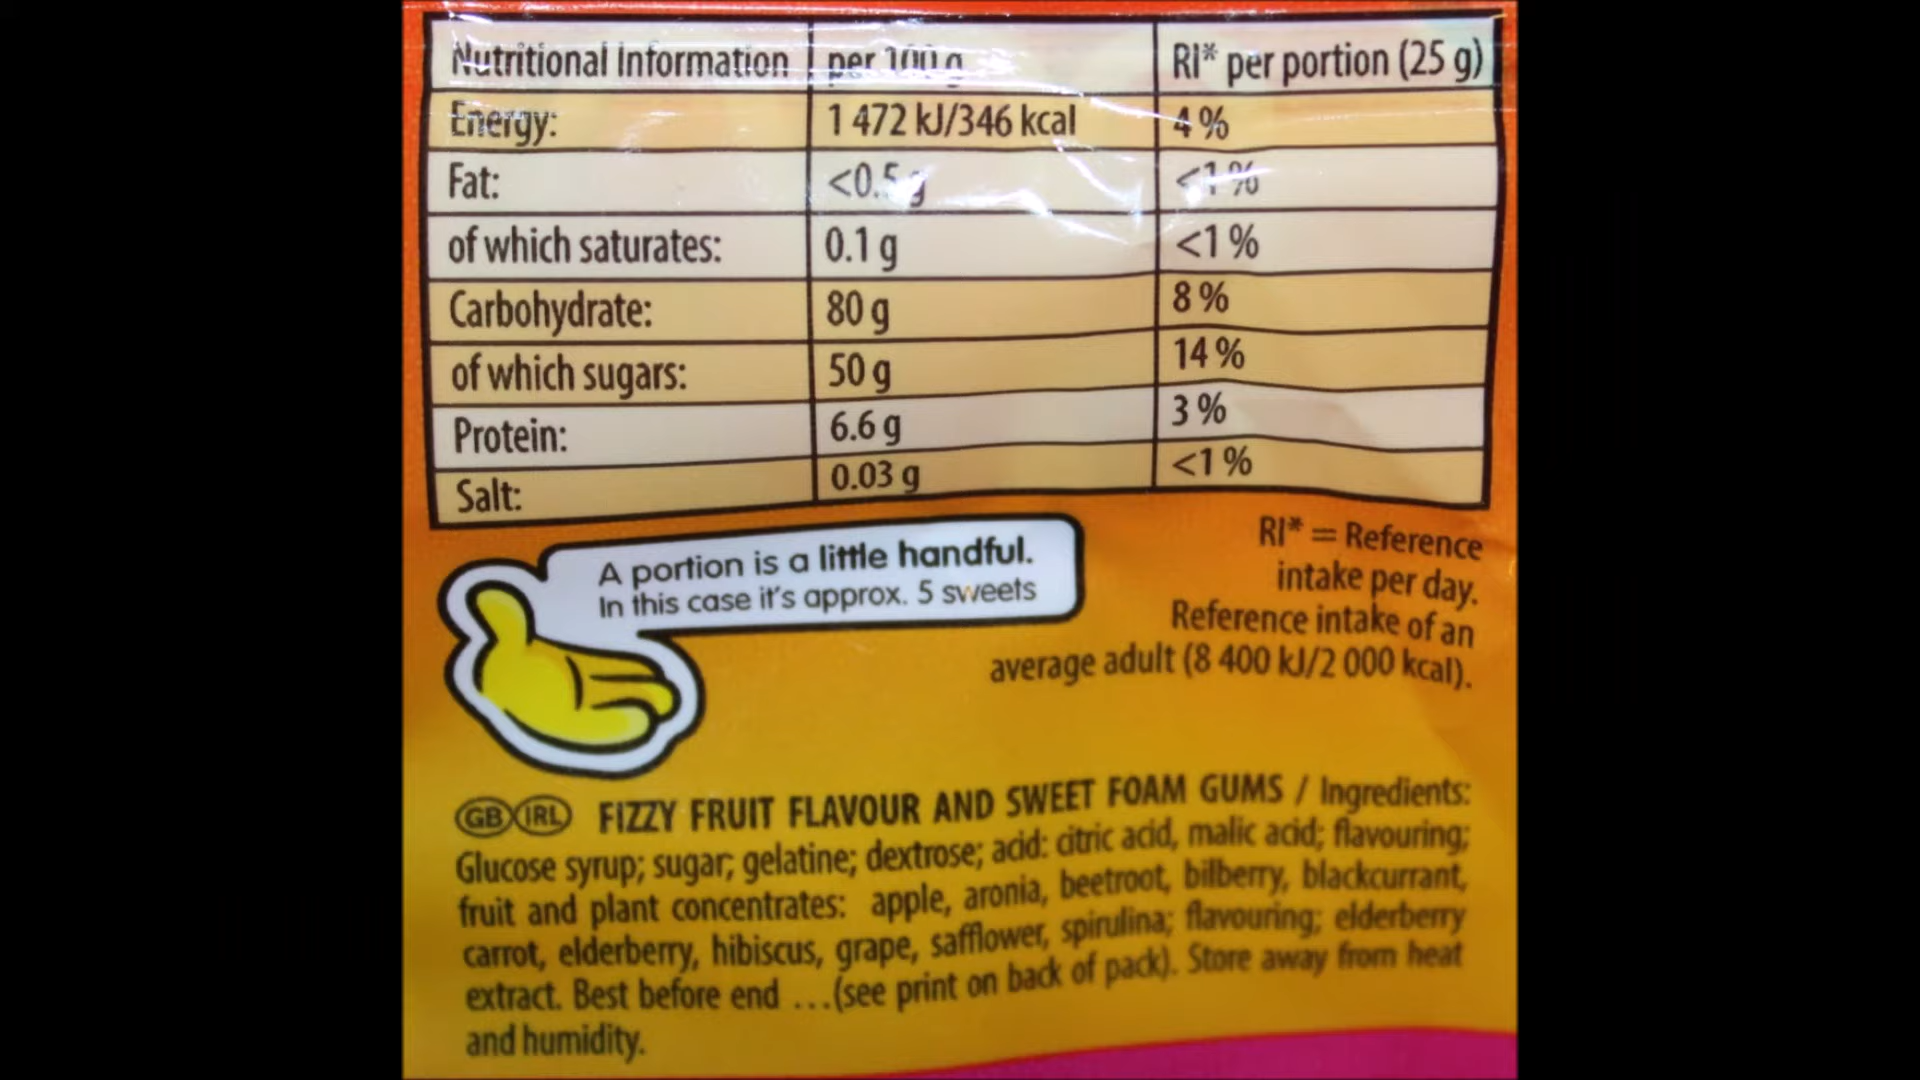 Nutritional Information per 100 g RI* per portion (25 g)
Energy: 1 472 kJ/346 kcal 4 %
Fat: <0.5 g <1 %
of which saturates: 0.1 g <1 %
Carbohydrate: 80 g 8 %
of which sugars: 50 g 14 %
Protein: 6.6 g 3 %
Salt: 0.03 g <1 %
A portion is a little handful.
In this case it's approx. 5 sweets
RI* = Reference
intake per day.
Reference intake of an
average adult (8 400 kJ/2 000 kcal).
GB IRL FIZZY FRUIT FLAVOUR AND SWEET FOAM GUMS / Ingredients:
Glucose syrup; sugar; gelatine; dextrose; acid: citric acid, malic acid; flavouring;
fruit and plant concentrates: apple, aronia, beetroot, bilberry, blackcurrant,
carrot, elderberry, hibiscus, grape, safflower, spirulina; flavouring; elderberry
extract. Best before end ...(see print on back of pack). Store away from heat
and humidity.